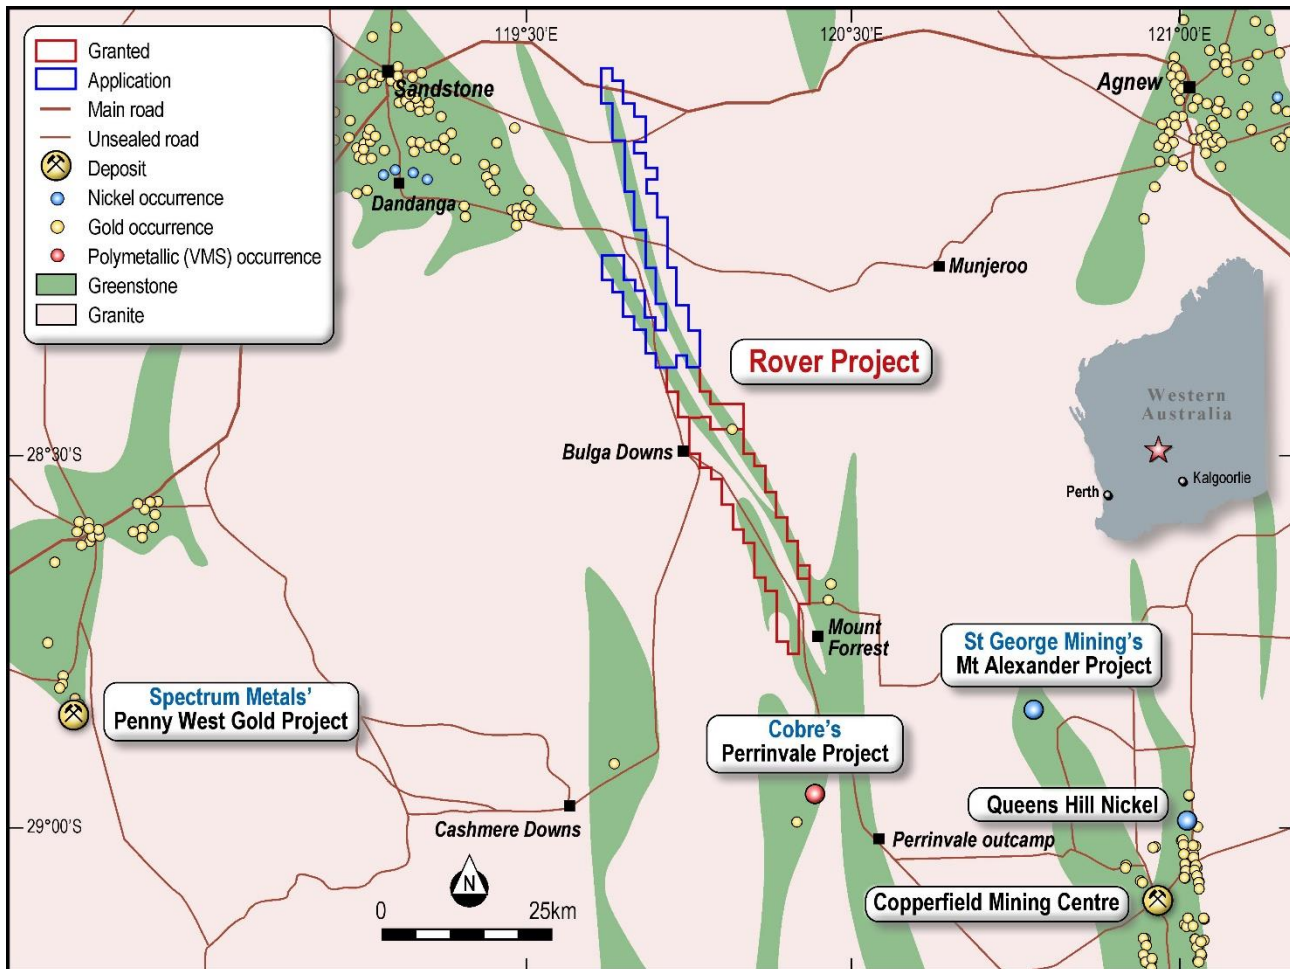 119°30'E
120°30'E
121°00'E
Granted
Application
Main road
Unsealed road
Deposit
Nickel occurrence
Gold occurrence
Polymetallic (VMS) occurrence
Greenstone
Granite
Sandstone
Agnew
Dandanga
Munjeroo
Rover Project
Western
Australia
Kalgoorlie
Perth
Bulga Downs
28°30'S
Mount
Forrest
St George Mining's
Mt Alexander Project
Spectrum Metals'
Penny West Gold Project
Cobre's
Perrinvale Project
Queens Hill Nickel
29°00'S
Cashmere Downs
Perrinvale outcamp
N
Copperfield Mining Centre
0
25km